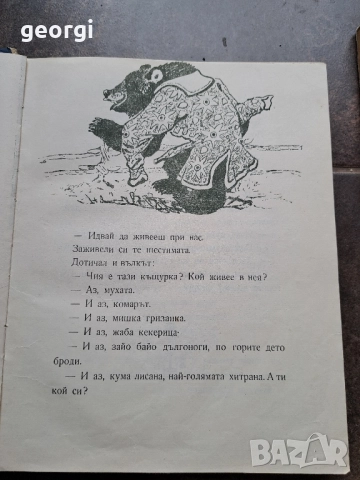 georgi
— Идвай да живееш при нас.
Заживели си те шестимата.
Дотичал и вълкът:
— Чия е тази къщурка? Кой живее в нея?
— Аз, мухата.
— И аз, комарът.
— И аз, мишка гризанка.
— И аз, жаба кекерица.
— И аз, зайо байо дългоноги, по горите дето
броди.
— И аз, кума лисана, най-голямата хитрана. А ти
кой си?
BAZAR
bg